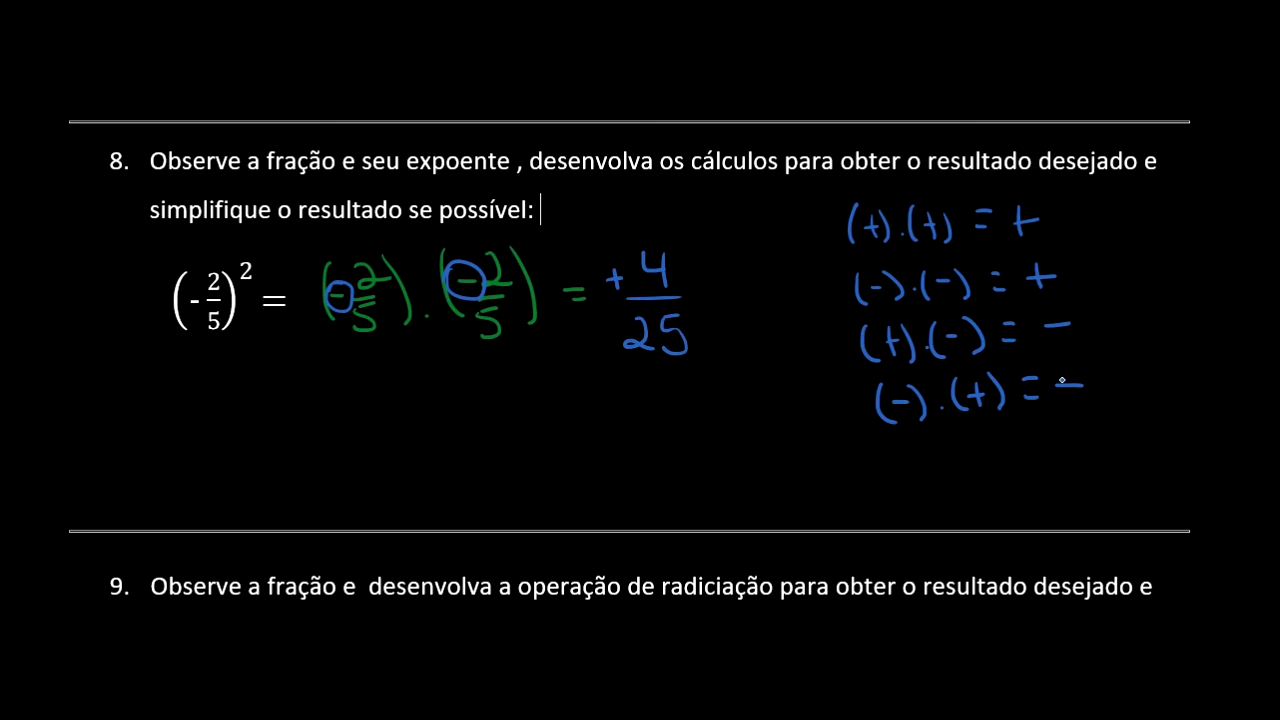 8. Observe a fração e seu expoente , desenvolva os cálculos para obter o resultado desejado e
simplifique o resultado se possível:
(-2/5)^2 = (-2/5) . (-2/5) = +4/25
(+).(+) = +
(-).(-) = +
(+).(-) = -
(-).(+) = -
9. Observe a fração e desenvolva a operação de radiciação para obter o resultado desejado e